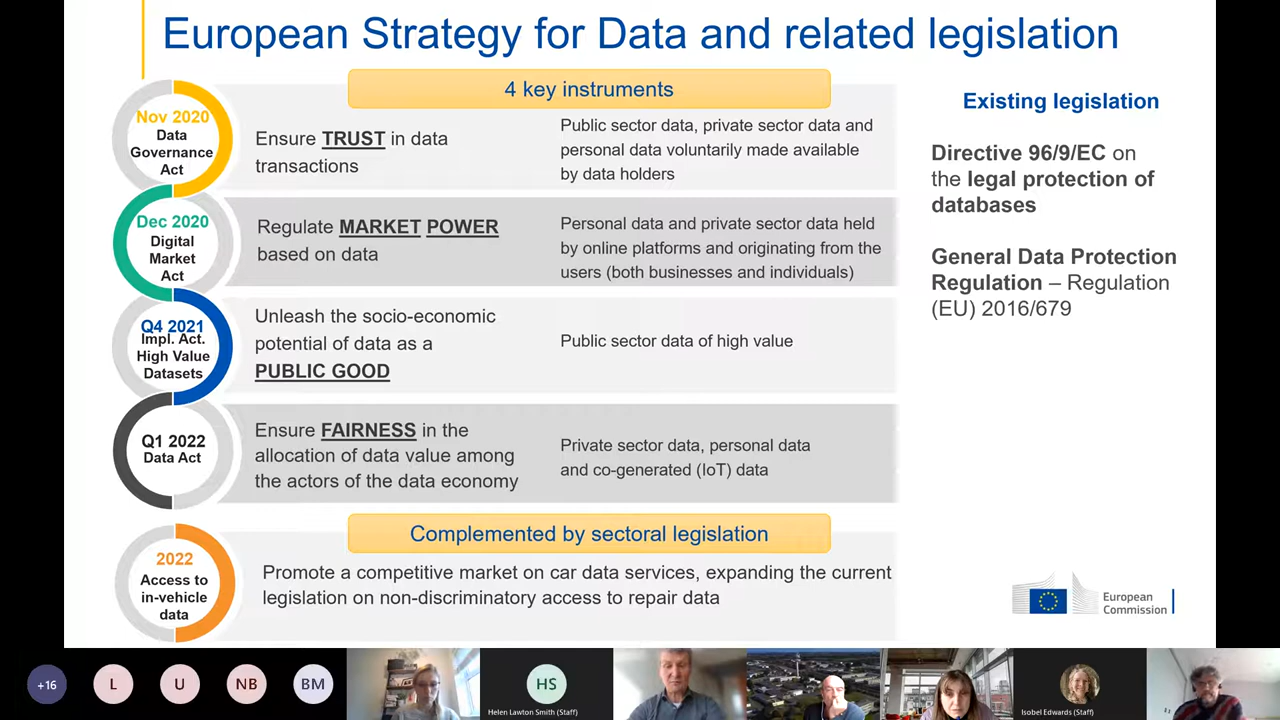 European Strategy for Data and related legislation
4 key instruments
Nov 2020
Data
Governance
Act
Ensure TRUST in data
transactions
Public sector data, private sector data and
personal data voluntarily made available
by data holders
Dec 2020
Digital
Market
Act
Regulate MARKET POWER
based on data
Personal data and private sector data held
by online platforms and originating from the
users (both businesses and individuals)
Q4 2021
Impl. Act.
High Value
Datasets
Unleash the socio-economic
potential of data as a
PUBLIC GOOD
Public sector data of high value
Q1 2022
Data Act
Ensure FAIRNESS in the
allocation of data value among
the actors of the data economy
Private sector data, personal data
and co-generated (IoT) data
Complemented by sectoral legislation
2022
Access to
in-vehicle
data
Promote a competitive market on car data services, expanding the current
legislation on non-discriminatory access to repair data
Existing legislation
Directive 96/9/EC on
the legal protection of
databases
General Data Protection
Regulation – Regulation
(EU) 2016/679
European
Commission
+16
L
U
NB
BM
HS
Helen Lawton Smith (Staff)
Isobel Edwards (Staff)